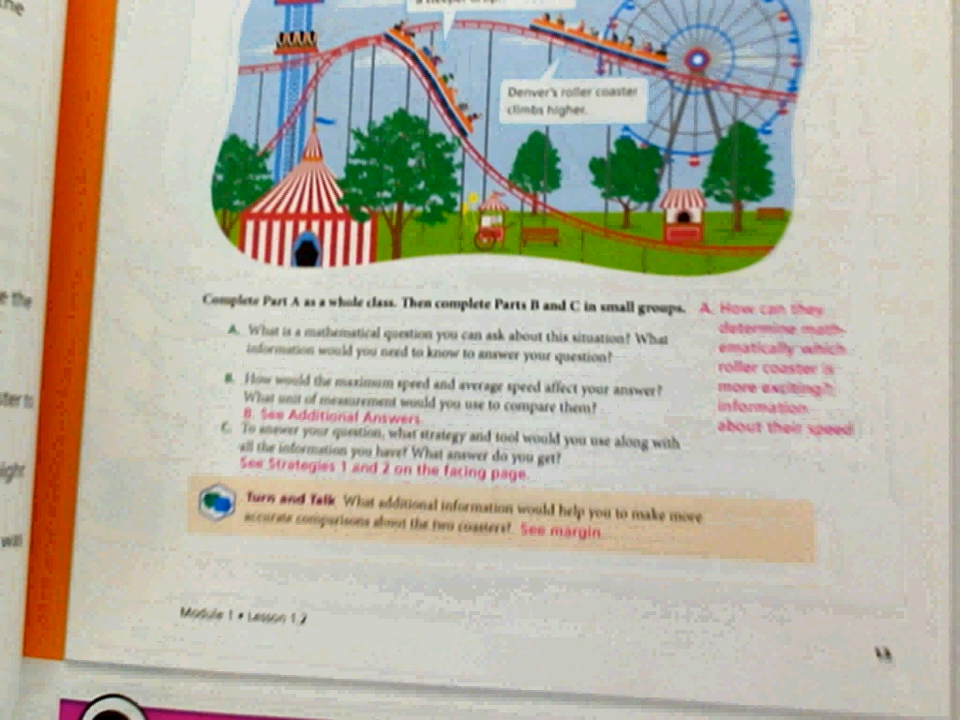 the
Denver's roller coaster
climbs higher.
Complete Part A as a whole class. Then complete Parts B and C in small groups.
A. What is a mathematical question you can ask about this situation? What
information would you need to know to answer your question?
B. How would the maximum speed and average speed affect your answer?
What unit of measurement would you use to compare them?
B. See Additional Answers.
C. To answer your question, what strategy and tool would you use along with
all the information you have? What answer do you get?
See Strategies 1 and 2 on the facing page.
A. How can they
determine math-
ematically which
roller coaster is
more exciting?;
information
about their speed
Turn and Talk What additional information would help you to make more
accurate comparisons about the two coasters? See margin.
Module 1 • Lesson 1.2
e the
will